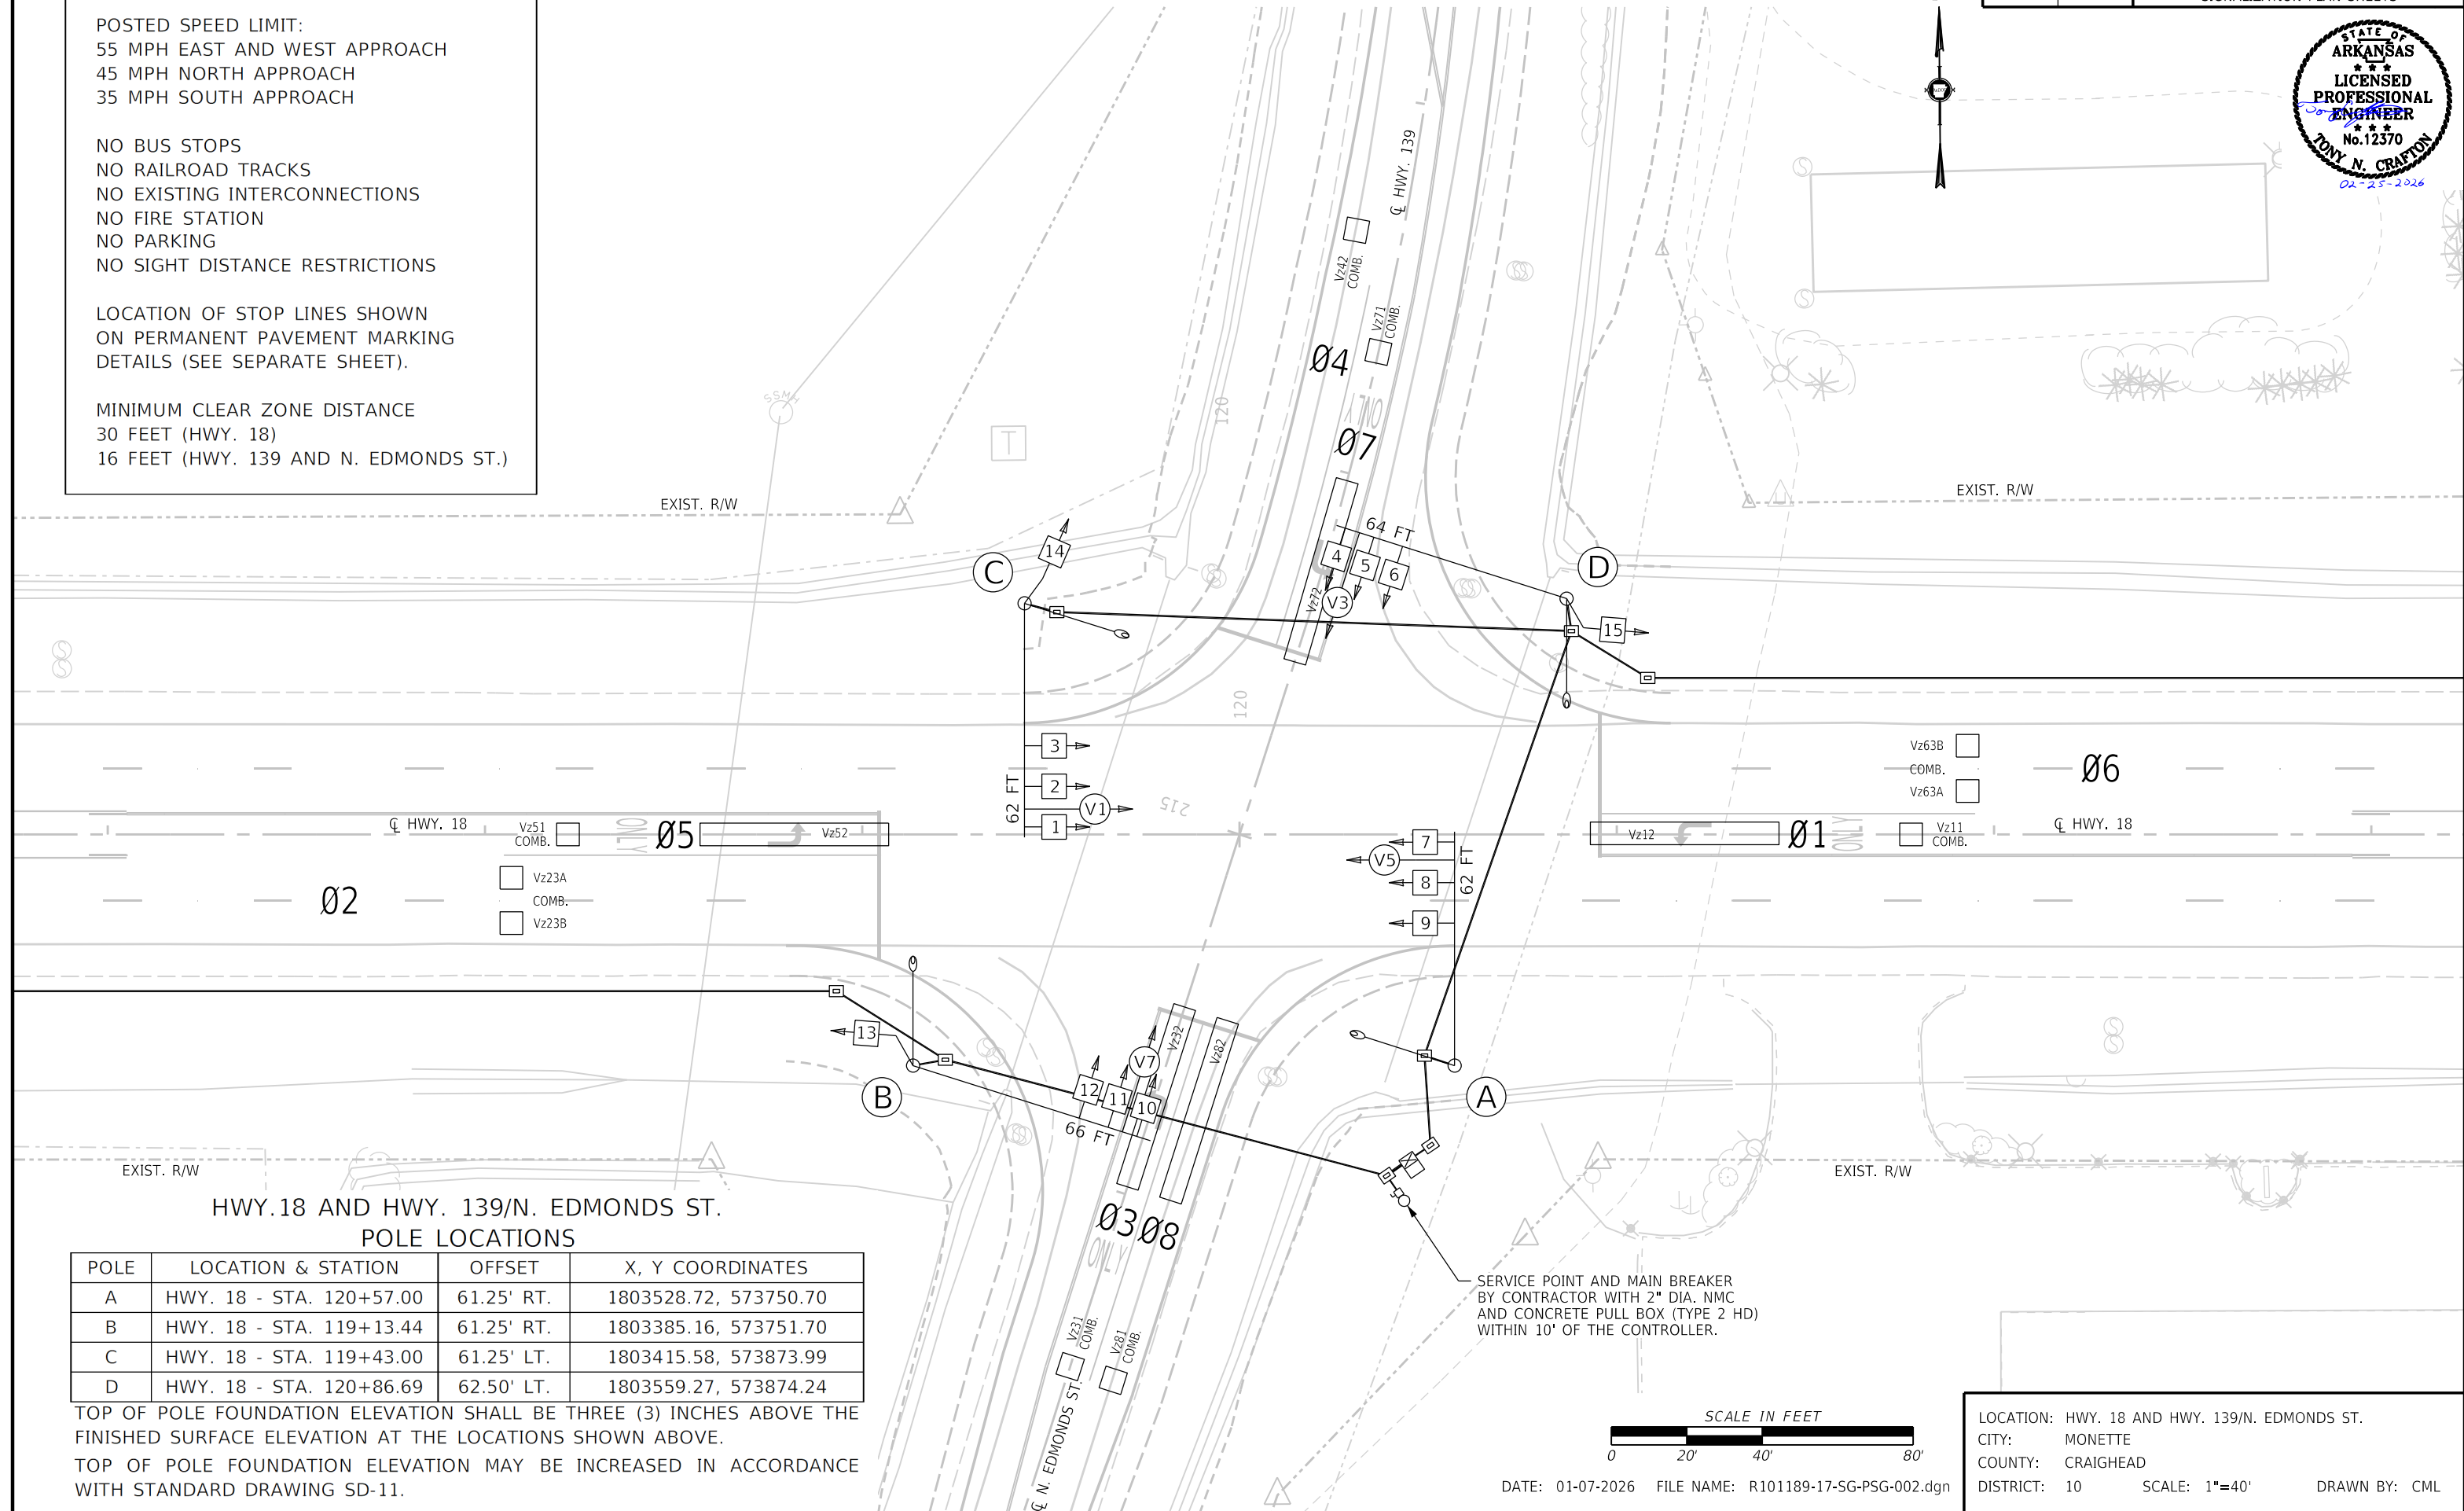 SIGNALIZATION PLAN SHEETS
POSTED SPEED LIMIT:
55 MPH EAST AND WEST APPROACH
45 MPH NORTH APPROACH
35 MPH SOUTH APPROACH
NO BUS STOPS
NO RAILROAD TRACKS
NO EXISTING INTERCONNECTIONS
NO FIRE STATION
NO PARKING
NO SIGHT DISTANCE RESTRICTIONS
LOCATION OF STOP LINES SHOWN
ON PERMANENT PAVEMENT MARKING
DETAILS (SEE SEPARATE SHEET).
MINIMUM CLEAR ZONE DISTANCE
30 FEET (HWY. 18)
16 FEET (HWY. 139 AND N. EDMONDS ST.)
STATE OF
ARKANSAS
LICENSED
PROFESSIONAL
ENGINEER
No.12370
TONY N. CRAFTON
02-25-2026
℄ HWY. 139
Vz42
COMB.
Vz71
COMB.
Ø4
ONLY
Ø7
120
T
SSMH
EXIST. R/W
EXIST. R/W
64 FT
4
5
6
V3
Vz72
C
14
D
15
120
3
2
V1
1
62 FT
215
Vz63B
COMB.
Vz63A
Ø6
℄ HWY. 18
Vz51
COMB.
ONLY
Ø5
Vz52
Vz12
Ø1
ONLY
Vz11
COMB.
℄ HWY. 18
7
V5
8
9
62 FT
Ø2
Vz23A
COMB.
Vz23B
13
B
12
11
10
V7
66 FT
Vz32
Vz82
A
EXIST. R/W
EXIST. R/W
Ø3
Ø8
ONLY
Vz31
COMB.
Vz81
COMB.
℄ N. EDMONDS ST.
SERVICE POINT AND MAIN BREAKER
BY CONTRACTOR WITH 2" DIA. NMC
AND CONCRETE PULL BOX (TYPE 2 HD)
WITHIN 10' OF THE CONTROLLER.
HWY.18 AND HWY. 139/N. EDMONDS ST.
POLE LOCATIONS
POLE LOCATION & STATION OFFSET X, Y COORDINATES
A HWY. 18 - STA. 120+57.00 61.25' RT. 1803528.72, 573750.70
B HWY. 18 - STA. 119+13.44 61.25' RT. 1803385.16, 573751.70
C HWY. 18 - STA. 119+43.00 61.25' LT. 1803415.58, 573873.99
D HWY. 18 - STA. 120+86.69 62.50' LT. 1803559.27, 573874.24
TOP OF POLE FOUNDATION ELEVATION SHALL BE THREE (3) INCHES ABOVE THE
FINISHED SURFACE ELEVATION AT THE LOCATIONS SHOWN ABOVE.
TOP OF POLE FOUNDATION ELEVATION MAY BE INCREASED IN ACCORDANCE
WITH STANDARD DRAWING SD-11.
SCALE IN FEET
0 20' 40' 80'
DATE: 01-07-2026 FILE NAME: R101189-17-SG-PSG-002.dgn
LOCATION: HWY. 18 AND HWY. 139/N. EDMONDS ST.
CITY: MONETTE
COUNTY: CRAIGHEAD
DISTRICT: 10 SCALE: 1"=40' DRAWN BY: CML